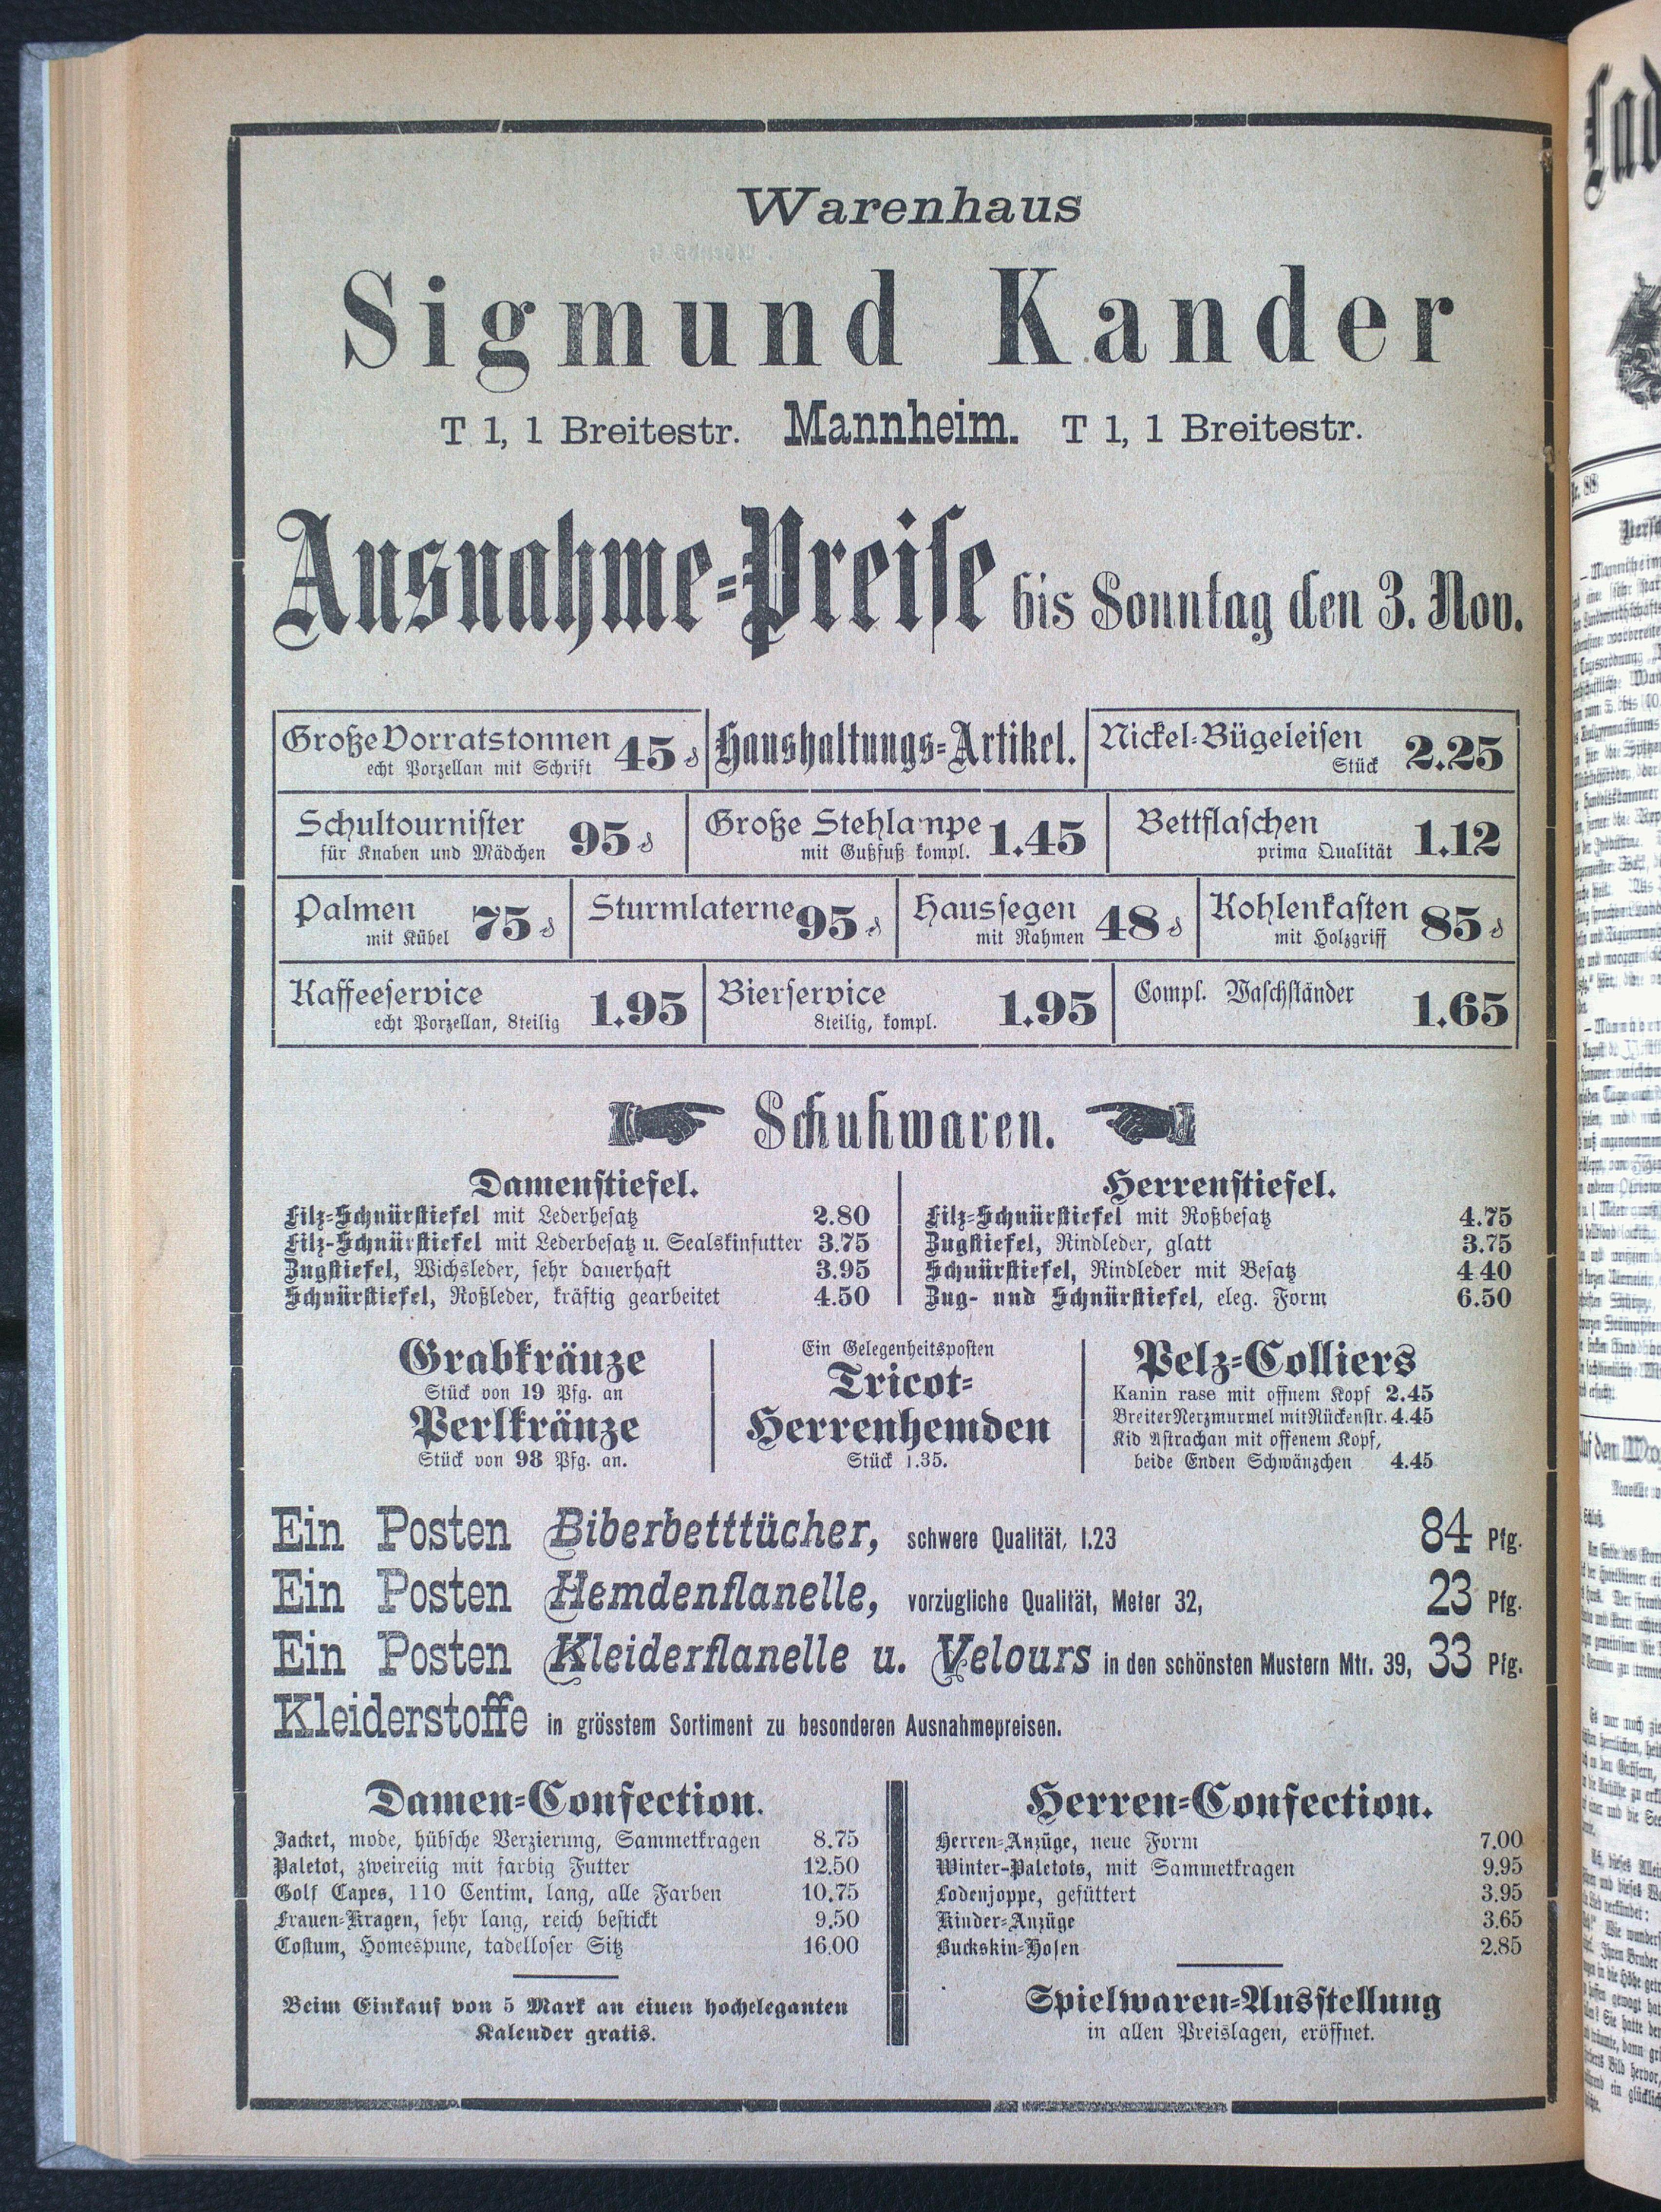 Warenhaus
Sigmund Kander
T 1, 1 Breitestr. Mannheim. T 1, 1 Breitestr.
Ausnahme-Preise bis Sonntag den 3. Nov.
Große Vorratstonnen 45 ₰
echt Porzellan mit Schrift
Haushaltungs-Artikel.
Nickel-Bügeleisen 2.25
Stück
Schultournister 95 ₰
für Knaben und Mädchen
Große Stehlampe 1.45
mit Gußfuß kompl.
Bettflaschen 1.12
prima Qualität
Palmen 75 ₰
mit Kübel
Sturmlaterne 95 ₰
Haussegen 48 ₰
mit Rahmen
Kohlenkasten 85 ₰
mit Holzgriff
Kaffeeservice 1.95
echt Porzellan, 8teilig
Bierservice 1.95
8teilig, kompl.
Compl. Waschständer 1.65
Schuhwaren.
Damenstiefel.
Filz-Schnürstiefel mit Lederbesatz 2.80
Filz-Schnürstiefel mit Lederbesatz u. Sealskinfutter 3.75
Zugstiefel, Wichsleder, sehr dauerhaft 3.95
Schnürstiefel, Roßleder, kräftig gearbeitet 4.50
Herrenstiefel.
Filz-Schnürstiefel mit Roßbesatz 4.75
Zugstiefel, Rindleder, glatt 3.75
Schnürstiefel, Rindleder mit Besatz 4 40
Zug- und Schnürstiefel, eleg. Form 6.50
Grabkränze
Stück von 19 Pfg. an
Perlkränze
Stück von 98 Pfg. an.
Ein Gelegenheitsposten
Tricot-
Herrenhemden
Stück 1.35.
Pelz-Colliers
Kanin rase mit offnem Kopf 2.45
Breiter Nerzmurmel mit Rückenstr. 4.45
Kid Astrachan mit offenem Kopf,
beide Enden Schwänzchen 4.45
Ein Posten Biberbetttücher, schwere Qualität, 1.23 84 Pfg.
Ein Posten Hemdenflanelle, vorzügliche Qualität, Meter 32, 23 Pfg.
Ein Posten Kleiderflanelle u. Velours in den schönsten Mustern Mtr. 39, 33 Pfg.
Kleiderstoffe in grösstem Sortiment zu besonderen Ausnahmepreisen.
Damen-Confection.
Jacket, mode, hübsche Verzierung, Sammetkragen 8.75
Paletot, zweireiig mit farbig Futter 12.50
Golf Capes, 110 Centim. lang, alle Farben 10.75
Frauen-Kragen, sehr lang, reich bestickt 9.50
Costum, Homespune, tadelloser Sitz 16.00
Beim Einkauf von 5 Mark an einen hocheleganten
Kalender gratis.
Herren-Confection.
Herren-Anzüge, neue Form 7.00
Winter-Paletots, mit Sammetkragen 9.95
Lodenjoppe, gefüttert 3.95
Kinder-Anzüge 3.65
Buckskin-Hosen 2.85
Spielwaren-Ausstellung
in allen Preislagen, eröffnet.